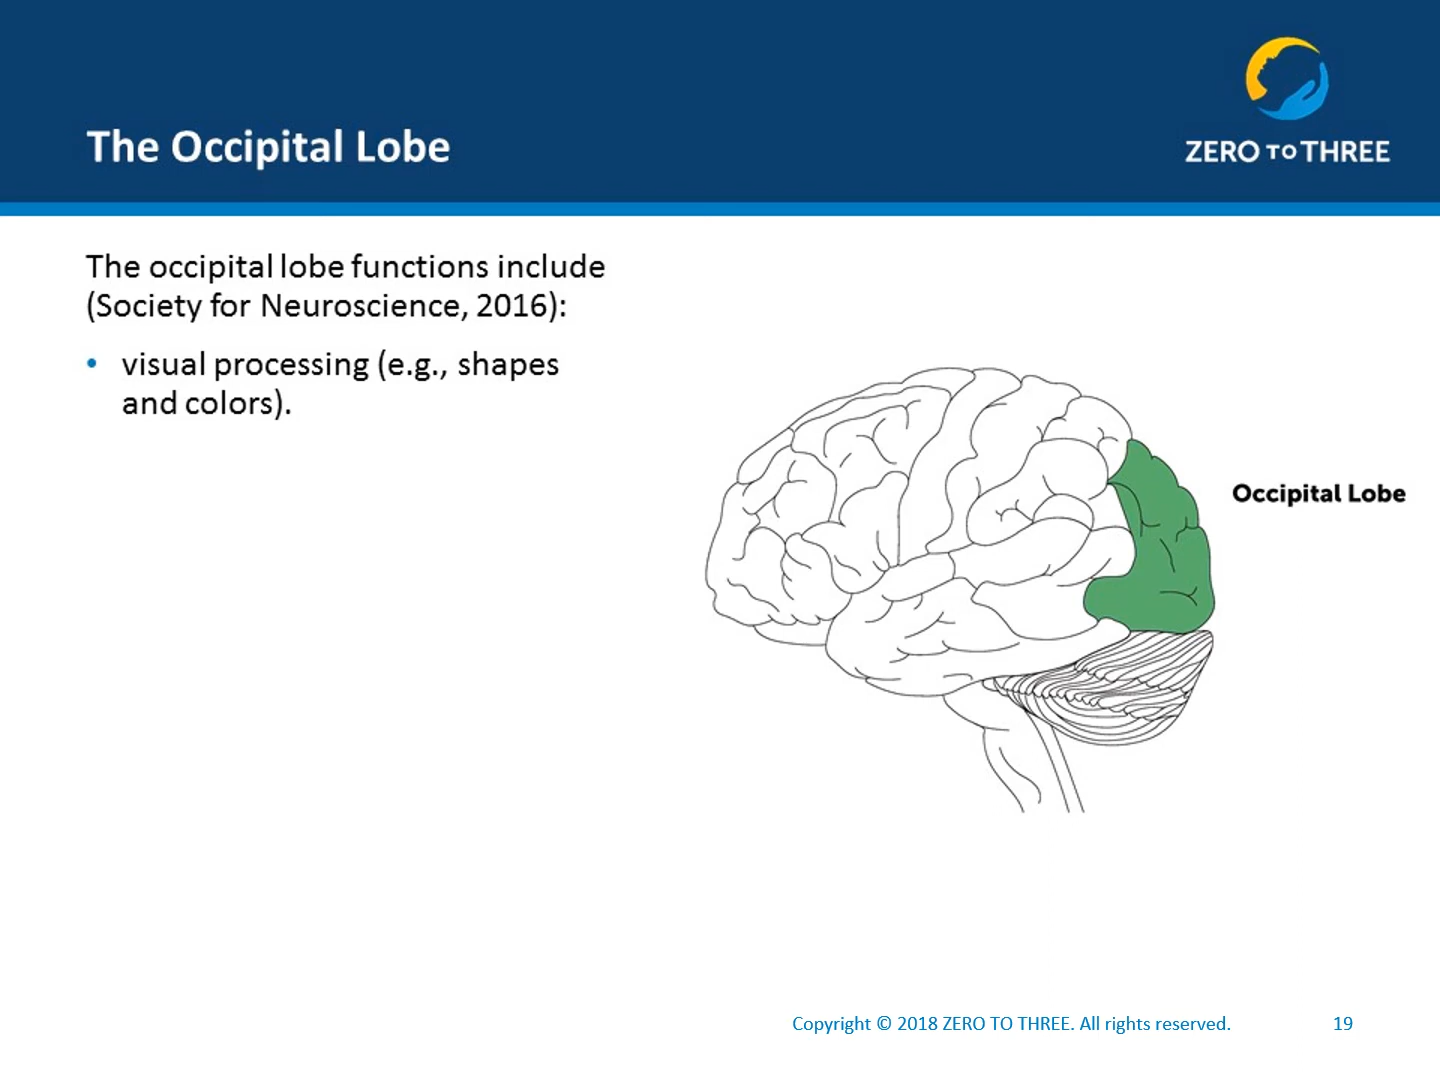 The Occipital Lobe
ZERO TO THREE
The occipital lobe functions include
(Society for Neuroscience, 2016):
• visual processing (e.g., shapes
and colors).
Occipital Lobe
Copyright © 2018 ZERO TO THREE. All rights reserved.
19